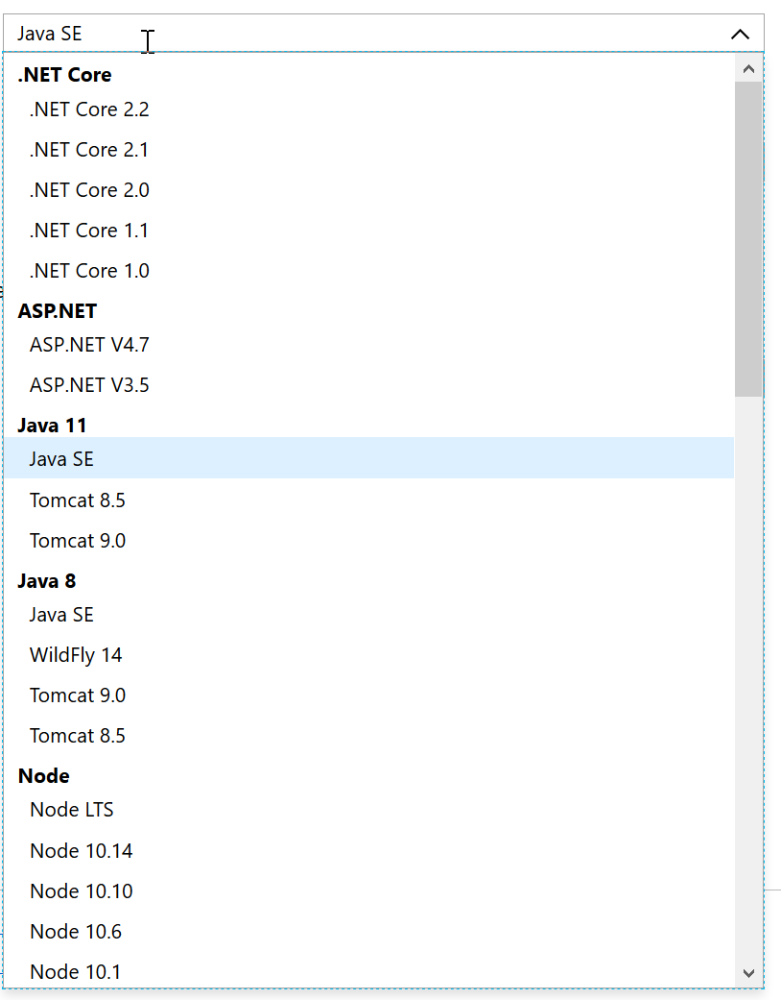 Java SE
.NET Core
.NET Core 2.2
.NET Core 2.1
.NET Core 2.0
.NET Core 1.1
.NET Core 1.0
ASP.NET
ASP.NET V4.7
ASP.NET V3.5
Java 11
Java SE
Tomcat 8.5
Tomcat 9.0
Java 8
Java SE
WildFly 14
Tomcat 9.0
Tomcat 8.5
Node
Node LTS
Node 10.14
Node 10.10
Node 10.6
Node 10.1